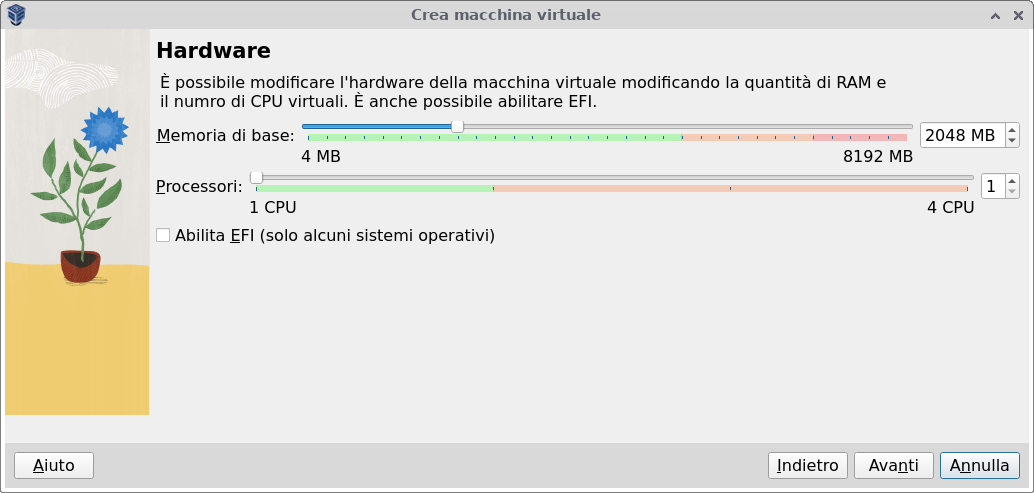 Crea macchina virtuale
Hardware
È possibile modificare l'hardware della macchina virtuale modificando la quantità di RAM e
il numro di CPU virtuali. È anche possibile abilitare EFI.
Memoria di base:
2048 MB
4 MB
8192 MB
Processori:
1
1 CPU
4 CPU
Abilita EFI (solo alcuni sistemi operativi)
Aiuto
Indietro
Avanti
Annulla